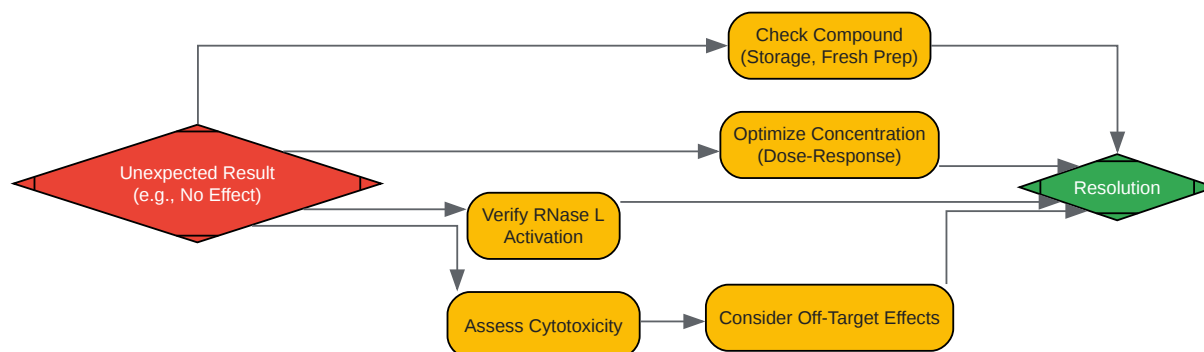 Check Compound
(Storage, Fresh Prep)
Optimize Concentration
(Dose-Response)
Unexpected Result
(e.g., No Effect)
Resolution
Verify RNase L
Activation
Assess Cytotoxicity
Consider Off-Target Effects